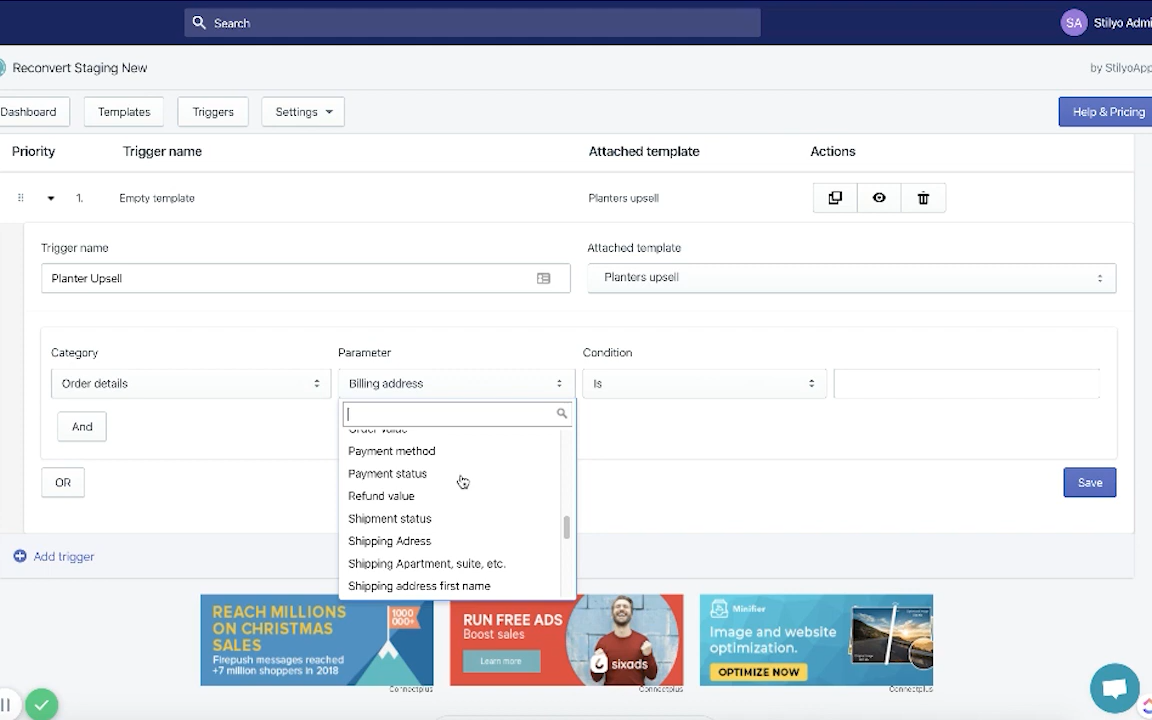 Search
SA
Stilyo Admi
Reconvert Staging New
by StilyoApp
Dashboard
Templates
Triggers
Settings
Help & Pricing
Priority
Trigger name
Attached template
Actions
1.
Empty template
Planters upsell
Trigger name
Attached template
Planter Upsell
Planters upsell
Category
Parameter
Condition
Order details
Billing address
Is
And
Order value
Payment method
Payment status
Refund value
Shipment status
Shipping Adress
Shipping Apartment, suite, etc.
Shipping address first name
OR
Save
Add trigger
REACH MILLIONS
ON CHRISTMAS
SALES
Firepush messages reached
+7 million shoppers in 2018
1000
000+
Connectplus
RUN FREE ADS
Boost sales
Learn more
sixads
Connectplus
Minifier
Image and website
optimization.
OPTIMIZE NOW
Connectplus